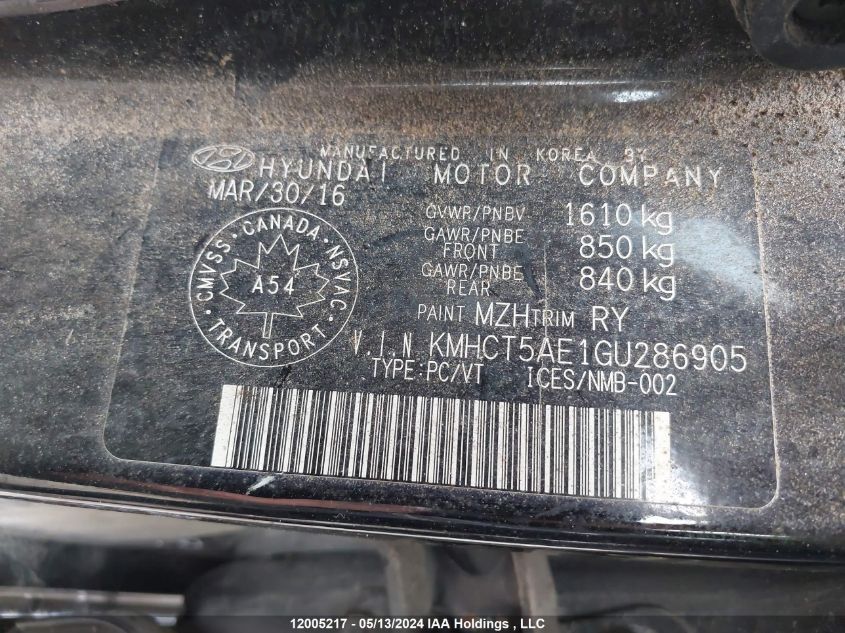 MANUFACTURED IN KOREA BY
HYUNDAI MOTOR COMPANY
MAR/30/16
GVWR/PNBV 1610 kg
GAWR/PNBE FRONT 850 kg
GAWR/PNBE REAR 840 kg
CMVSS · CANADA · NSVAC · TRANSPORT ·
A54
PAINT MZH TRIM RY
V.I.N KMHCT5AE1GU286905
TYPE:PC/VT ICES/NMB-002
12005217 - 05/13/2024 IAA Holdings , LLC